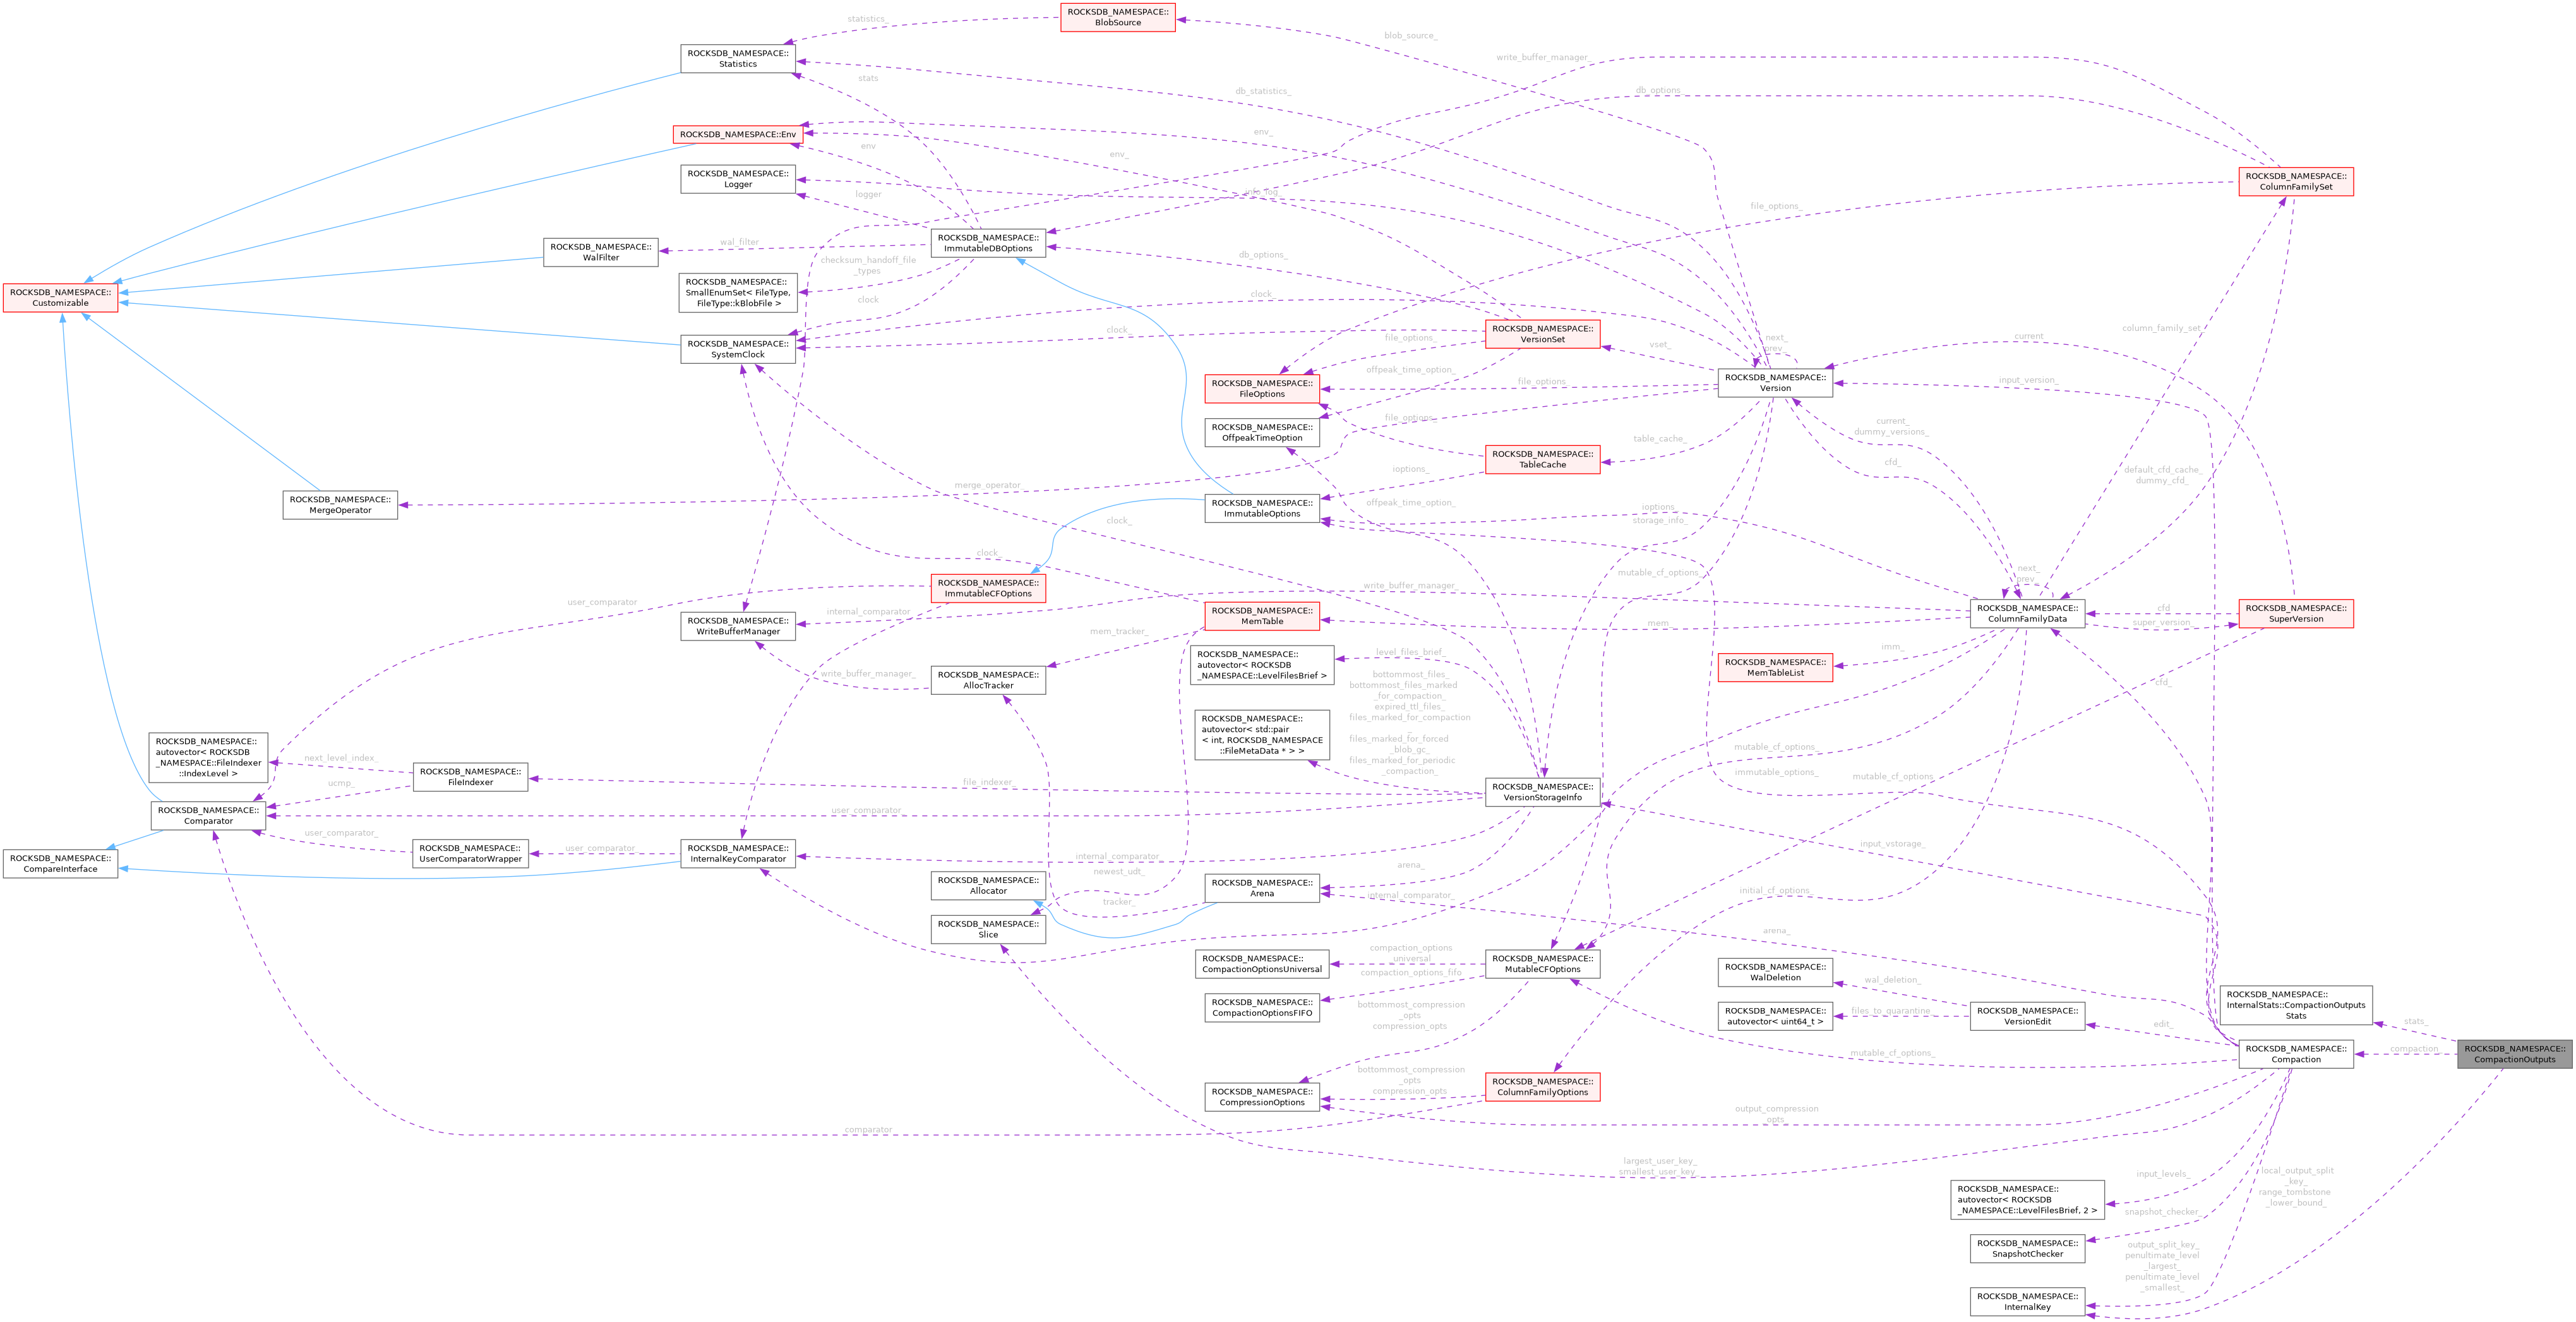 ROCKSDB_NAMESPACE::
BlobSource
statistics_
ROCKSDB_NAMESPACE::
Statistics
blob_source_
write_buffer_manager_
stats
db_statistics_
db_options_
ROCKSDB_NAMESPACE::Env
env_
env
env_
ROCKSDB_NAMESPACE::
Logger
logger
info_log_
ROCKSDB_NAMESPACE::
ColumnFamilySet
file_options_
ROCKSDB_NAMESPACE::
WalFilter
wal_filter
ROCKSDB_NAMESPACE::
ImmutableDBOptions
db_options_
checksum_handoff_file
_types
ROCKSDB_NAMESPACE::
SmallEnumSet< FileType,
FileType::kBlobFile >
clock
clock_
ROCKSDB_NAMESPACE::
Customizable
ROCKSDB_NAMESPACE::
SystemClock
clock_
ROCKSDB_NAMESPACE::
VersionSet
file_options_
vset_
next_
prev_
column_family_set_
current
ROCKSDB_NAMESPACE::
FileOptions
offpeak_time_option_
file_options_
ROCKSDB_NAMESPACE::
Version
input_version_
ROCKSDB_NAMESPACE::
OffpeakTimeOption
file_options_
table_cache_
current_
dummy_versions_
ROCKSDB_NAMESPACE::
TableCache
ioptions_
cfd_
default_cfd_cache_
dummy_cfd_
ROCKSDB_NAMESPACE::
MergeOperator
merge_operator_
ROCKSDB_NAMESPACE::
ImmutableOptions
offpeak_time_option_
ioptions_
storage_info_
clock_
clock_
mutable_cf_options_
next_
prev_
ROCKSDB_NAMESPACE::
ImmutableCFOptions
write_buffer_manager_
user_comparator
internal_comparator
ROCKSDB_NAMESPACE::
WriteBufferManager
ROCKSDB_NAMESPACE::
MemTable
mem_
mem_tracker_
ROCKSDB_NAMESPACE::
ColumnFamilyData
cfd
super_version_
ROCKSDB_NAMESPACE::
SuperVersion
ROCKSDB_NAMESPACE::
AllocTracker
write_buffer_manager_
ROCKSDB_NAMESPACE::
autovector< ROCKSDB
_NAMESPACE::LevelFilesBrief >
level_files_brief_
imm_
ROCKSDB_NAMESPACE::
MemTableList
cfd_
bottommost_files_
bottommost_files_marked
_for_compaction_
expired_ttl_files_
files_marked_for_compaction
_
files_marked_for_forced
_blob_gc_
files_marked_for_periodic
_compaction_
ROCKSDB_NAMESPACE::
autovector< std::pair
< int, ROCKSDB_NAMESPACE
::FileMetaData * > >
ROCKSDB_NAMESPACE::
autovector< ROCKSDB
_NAMESPACE::FileIndexer
::IndexLevel >
next_level_index_
ucmp_
ROCKSDB_NAMESPACE::
FileIndexer
file_indexer_
mutable_cf_options_
immutable_options_
mutable_cf_options
ROCKSDB_NAMESPACE::
VersionStorageInfo
ROCKSDB_NAMESPACE::
Comparator
user_comparator_
user_comparator_
ROCKSDB_NAMESPACE::
UserComparatorWrapper
user_comparator
ROCKSDB_NAMESPACE::
InternalKeyComparator
internal_comparator_
input_vstorage_
ROCKSDB_NAMESPACE::
CompareInterface
newest_udt_
arena_
ROCKSDB_NAMESPACE::
Allocator
ROCKSDB_NAMESPACE::
Arena
internal_comparator_
initial_cf_options_
tracker_
ROCKSDB_NAMESPACE::
Slice
arena_
ROCKSDB_NAMESPACE::
CompactionOptionsUniversal
compaction_options
_universal
compaction_options_fifo
ROCKSDB_NAMESPACE::
MutableCFOptions
ROCKSDB_NAMESPACE::
WalDeletion
wal_deletion_
ROCKSDB_NAMESPACE::
CompactionOptionsFIFO
bottommost_compression
_opts
compression_opts
ROCKSDB_NAMESPACE::
autovector< uint64_t >
files_to_quarantine_
ROCKSDB_NAMESPACE::
VersionEdit
edit_
ROCKSDB_NAMESPACE::
InternalStats::CompactionOutputs
Stats
stats_
mutable_cf_options_
ROCKSDB_NAMESPACE::
Compaction
compaction_
ROCKSDB_NAMESPACE::
CompactionOutputs
bottommost_compression
_opts
compression_opts
ROCKSDB_NAMESPACE::
ColumnFamilyOptions
ROCKSDB_NAMESPACE::
CompressionOptions
output_compression
_opts_
comparator
largest_user_key_
smallest_user_key_
input_levels_
local_output_split
_key_
range_tombstone
_lower_bound_
ROCKSDB_NAMESPACE::
autovector< ROCKSDB
_NAMESPACE::LevelFilesBrief, 2 >
snapshot_checker_
ROCKSDB_NAMESPACE::
SnapshotChecker
output_split_key_
penultimate_level
_largest_
penultimate_level
_smallest_
ROCKSDB_NAMESPACE::
InternalKey